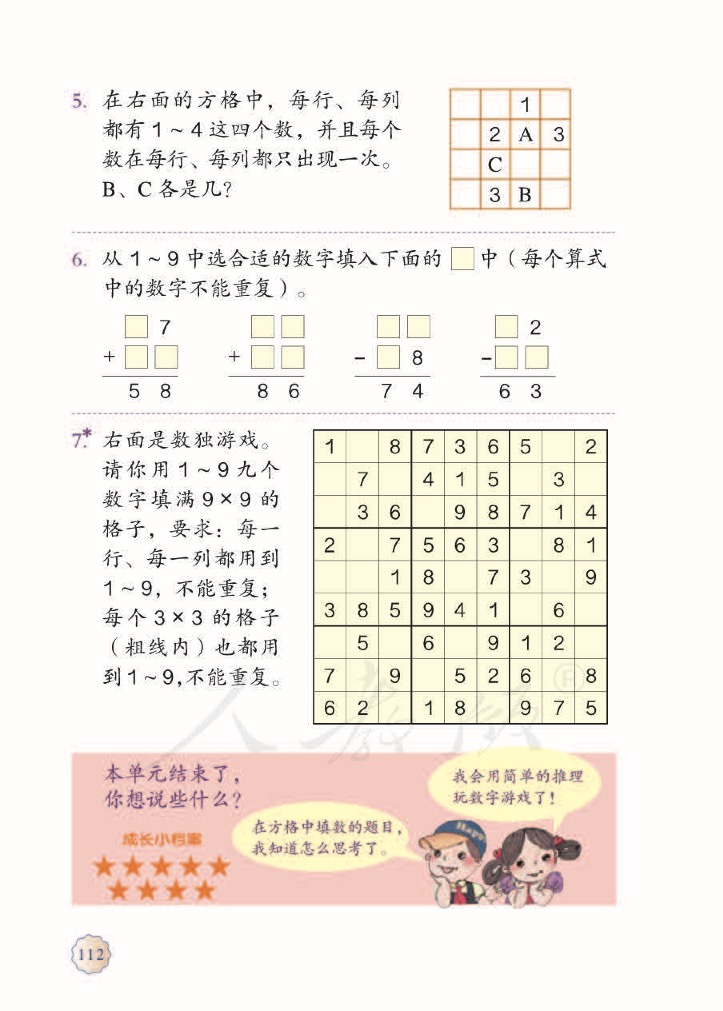 5. 在右面的方格中，每行、每列
都有1～4这四个数，并且每个
数在每行、每列都只出现一次。
B、C各是几？
1
2 A 3
C
3 B
6. 从1～9中选合适的数字填入下面的□中（每个算式
中的数字不能重复）。
□ 7 □ □ □ □ □ 2
+ □ □ + □ □ - □ 8 - □ □
5 8 8 6 7 4 6 3
7.* 右面是数独游戏。
请你用1～9九个
数字填满9×9的
格子，要求：每一
行、每一列都用到
1～9，不能重复；
每个3×3的格子
（粗线内）也都用
到1～9，不能重复。
1 8 7 3 6 5 2
7 4 1 5 3
3 6 9 8 7 1 4
2 7 5 6 3 8 1
1 8 7 3 9
3 8 5 9 4 1 6
5 6 9 1 2
7 9 5 2 6 8
6 2 1 8 9 7 5
人教版®
本单元结束了，
你想说些什么？
成长小档案
在方格中填数的题目，
我知道怎么思考了。
我会用简单的推理
玩数字游戏了！
112